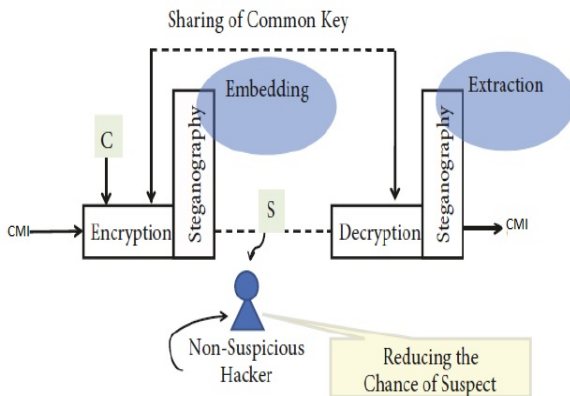 Sharing of Common Key
Embedding
Extraction
C
Steganography
Steganography
S
CMI
Encryption
Decryption
CMI
Non-Suspicious
Hacker
Reducing the
Chance of Suspect